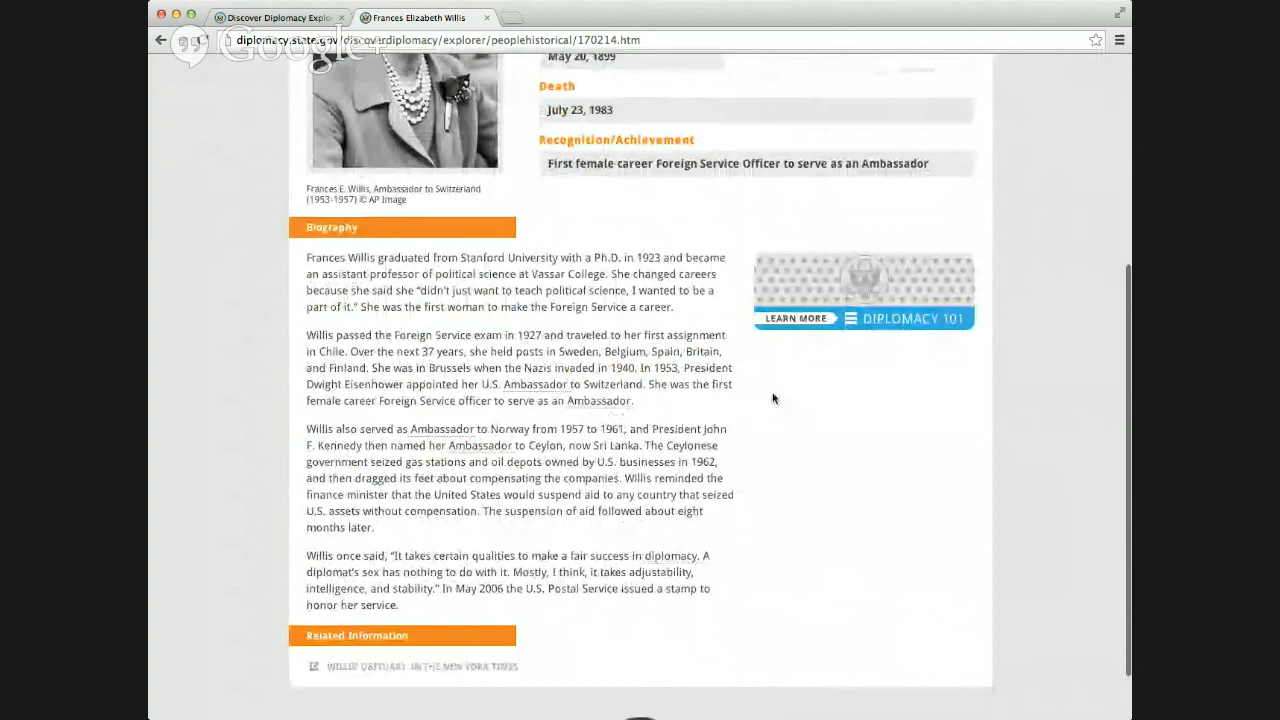 Discover Diplomacy Explo
Frances Elizabeth Willis
diplomacy.state.gov/discoverdiplomacy/explorer/peoplehistorical/170214.htm
Google+
May 20, 1899
Death
July 23, 1983
Recognition/Achievement
First female career Foreign Service Officer to serve as an Ambassador
Frances E. Willis, Ambassador to Switzerland
(1953-1957) © AP Image
Biography
Frances Willis graduated from Stanford University with a Ph.D. in 1923 and became
an assistant professor of political science at Vassar College. She changed careers
because she said she “didn't just want to teach political science, I wanted to be a
part of it.” She was the first woman to make the Foreign Service a career.
Willis passed the Foreign Service exam in 1927 and traveled to her first assignment
in Chile. Over the next 37 years, she held posts in Sweden, Belgium, Spain, Britain,
and Finland. She was in Brussels when the Nazis invaded in 1940. In 1953, President
Dwight Eisenhower appointed her U.S. Ambassador to Switzerland. She was the first
female career Foreign Service officer to serve as an Ambassador.
Willis also served as Ambassador to Norway from 1957 to 1961, and President John
F. Kennedy then named her Ambassador to Ceylon, now Sri Lanka. The Ceylonese
government seized gas stations and oil depots owned by U.S. businesses in 1962,
and then dragged its feet about compensating the companies. Willis reminded the
finance minister that the United States would suspend aid to any country that seized
U.S. assets without compensation. The suspension of aid followed about eight
months later.
Willis once said, “It takes certain qualities to make a fair success in diplomacy. A
diplomat's sex has nothing to do with it. Mostly, I think, it takes adjustability,
intelligence, and stability.” In May 2006 the U.S. Postal Service issued a stamp to
honor her service.
LEARN MORE DIPLOMACY 101
Related Information
WILLIS' OBITUARY IN THE NEW YORK TIMES